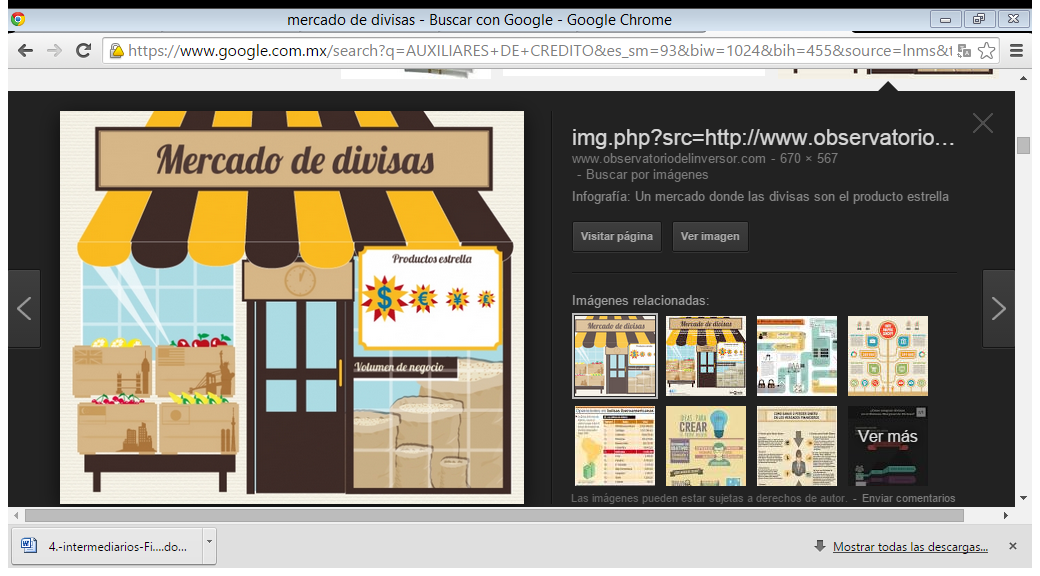 mercado de divisas - Buscar con Google - Google Chrome
https://www.google.com.mx/search?q=AUXILIARES+DE+CREDITO&es_sm=93&biw=1024&bih=455&source=lnms&t
Mercado de divisas
Productos estrella
$ € ¥ £
Volumen de negocio
img.php?src=http://www.observatorio...
www.observatoriodelinversor.com - 670 × 567
- Buscar por imágenes
Infografía: Un mercado donde las divisas son el producto estrella
Visitar página
Ver imagen
Imágenes relacionadas:
Mercado de divisas
Mercado de divisas
IDEAS PARA
CREAR
Ver más
Las imágenes pueden estar sujetas a derechos de autor. - Enviar comentarios
4.-intermediarios-Fi....do...
Mostrar todas las descargas...